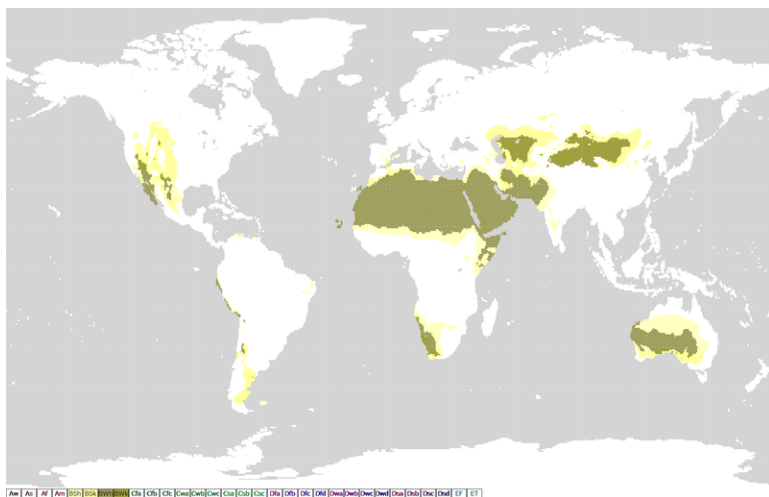 Aw As Af Am BSh BSk BWh BWk Cfa Cfb Cfc Cwa Cwb Cwc Csa Csb Csc Dfa Dfb Dfc Dfd Dwa Dwb Dwc Dwd Dsa Dsb Dsc Dsd EF ET